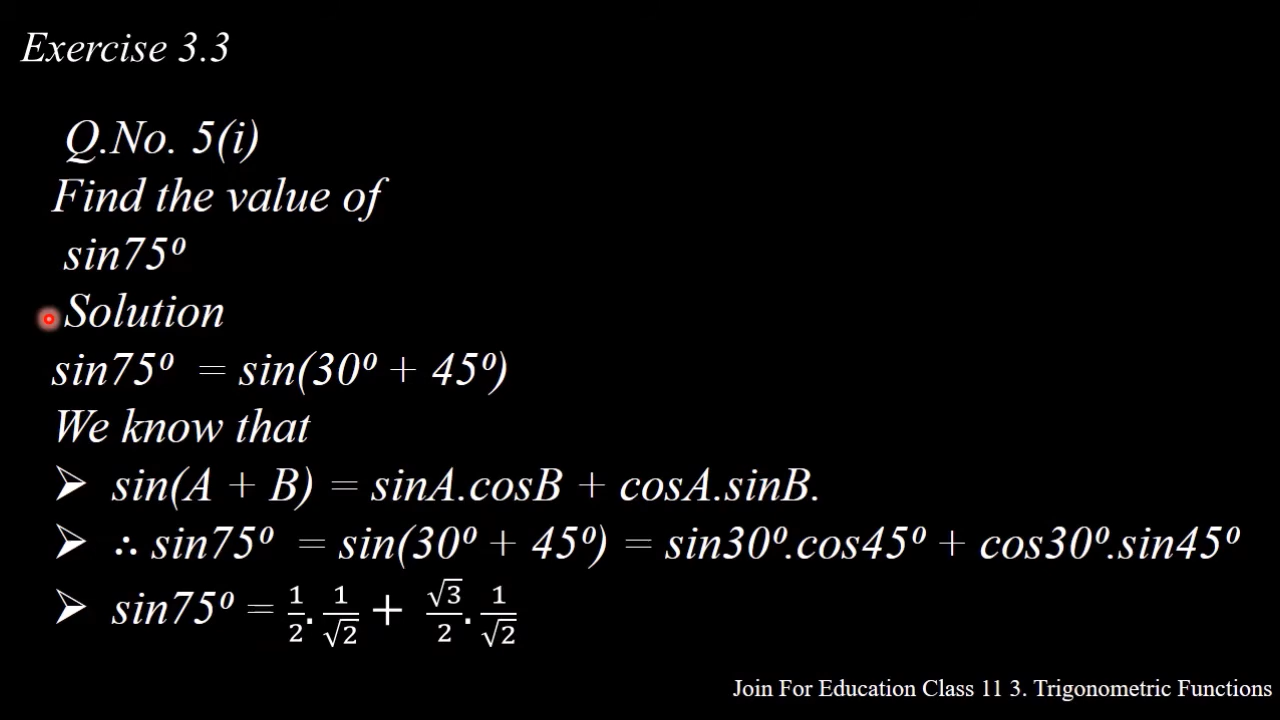 Exercise 3.3
Q.No. 5(i)
Find the value of
sin75⁰
Solution
sin75⁰ = sin(30⁰ + 45⁰)
We know that
➢ sin(A + B) = sinA.cosB + cosA.sinB.
➢ ∴ sin75⁰ = sin(30⁰ + 45⁰) = sin30⁰.cos45⁰ + cos30⁰.sin45⁰
➢ sin75⁰ = 1/2 . 1/√2 + √3/2 . 1/√2
Join For Education Class 11 3. Trigonometric Functions